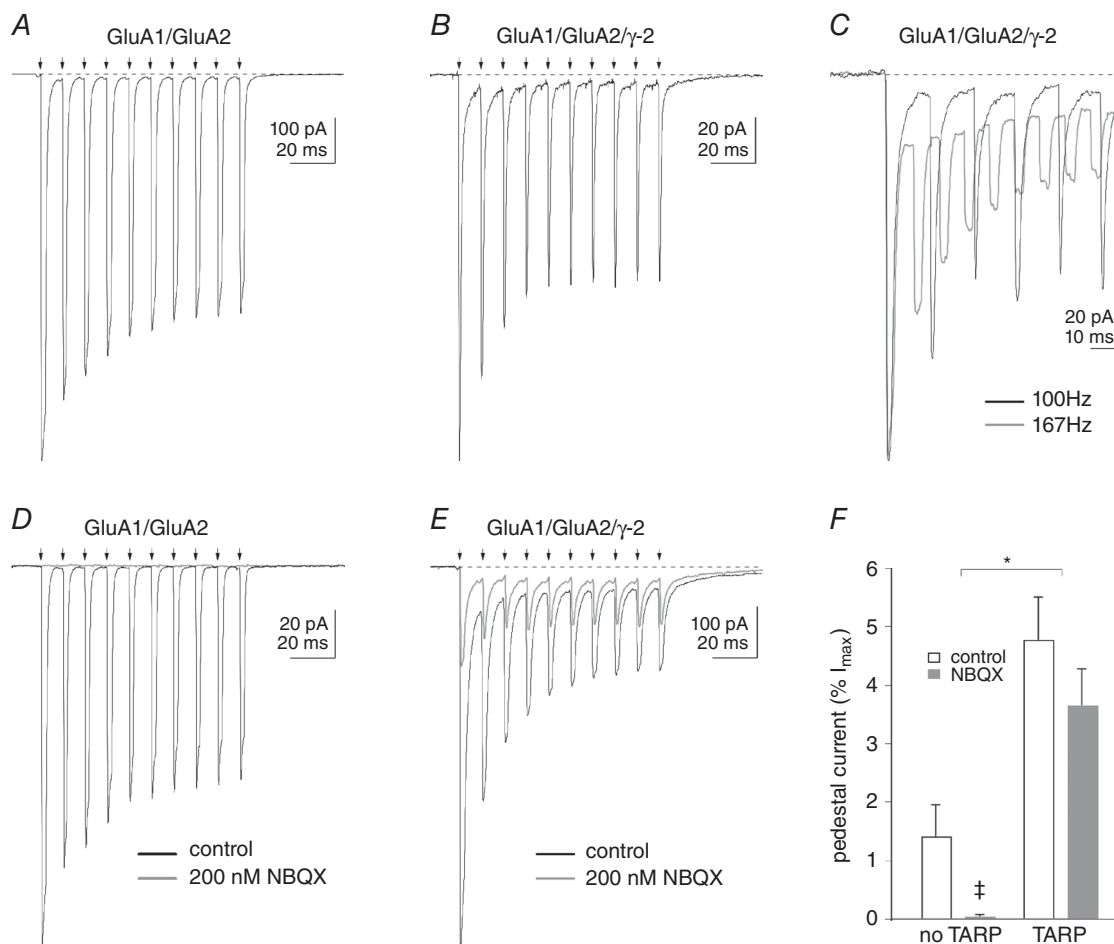 A
GluA1/GluA2
100 pA
20 ms
B
GluA1/GluA2/γ-2
20 pA
20 ms
C
GluA1/GluA2/γ-2
20 pA
10 ms
100Hz
167Hz
D
GluA1/GluA2
20 pA
20 ms
control
200 nM NBQX
E
GluA1/GluA2/γ-2
100 pA
20 ms
control
200 nM NBQX
F
pedestal current (% Imax)
6
5
4
3
2
1
0
*
control
NBQX
‡
no TARP
TARP